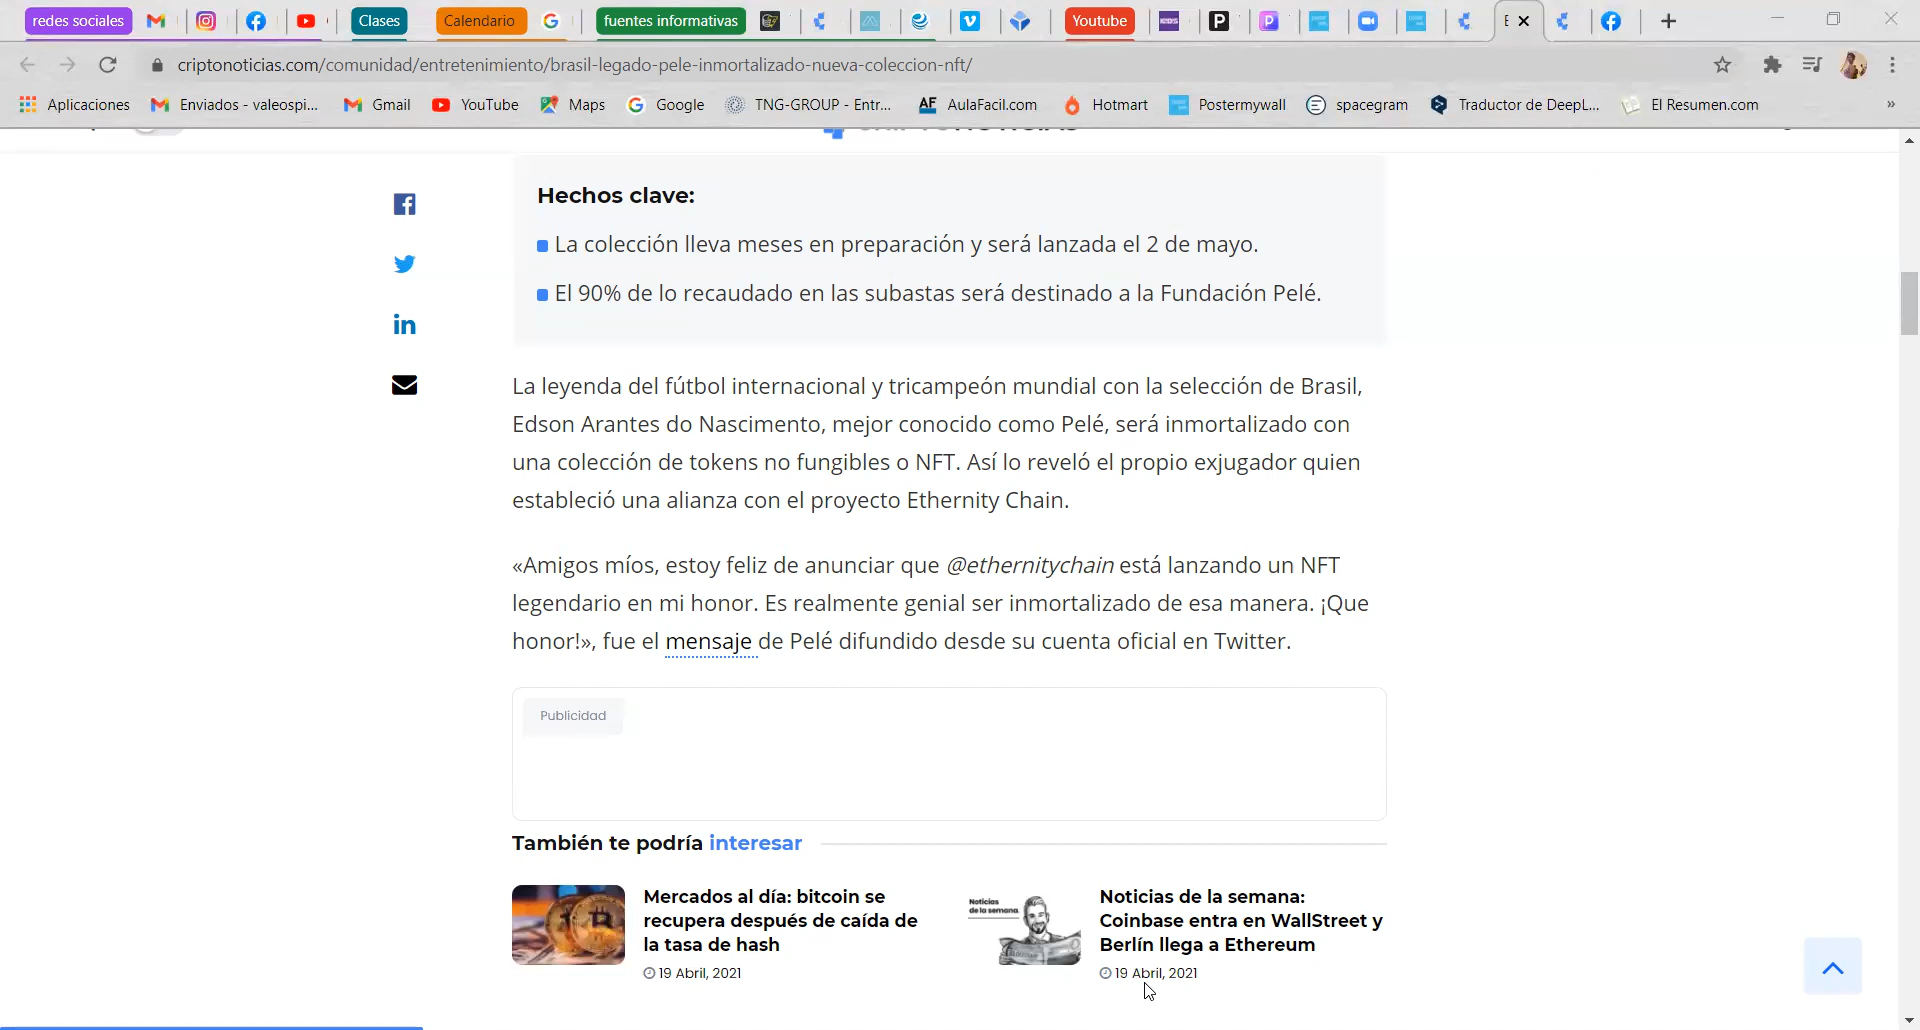 redes sociales
Clases
Calendario
fuentes informativas
Youtube
criptonoticias.com/comunidad/entretenimiento/brasil-legado-pele-inmortalizado-nueva-coleccion-nft/
Aplicaciones
Enviados - valeospi...
Gmail
YouTube
Maps
Google
TNG-GROUP - Entr...
AulaFacil.com
Hotmart
Postermywall
spacegram
Traductor de DeepL...
El Resumen.com
Hechos clave:
La colección lleva meses en preparación y será lanzada el 2 de mayo.
El 90% de lo recaudado en las subastas será destinado a la Fundación Pelé.
La leyenda del fútbol internacional y tricampeón mundial con la selección de Brasil,
Edson Arantes do Nascimento, mejor conocido como Pelé, será inmortalizado con
una colección de tokens no fungibles o NFT. Así lo reveló el propio exjugador quien
estableció una alianza con el proyecto Ethernity Chain.
«Amigos míos, estoy feliz de anunciar que @ethernitychain está lanzando un NFT
legendario en mi honor. Es realmente genial ser inmortalizado de esa manera. ¡Que
honor!», fue el mensaje de Pelé difundido desde su cuenta oficial en Twitter.
Publicidad
También te podría interesar
Mercados al día: bitcoin se
recupera después de caída de
la tasa de hash
19 Abril, 2021
Noticias
de la semana
Noticias de la semana:
Coinbase entra en WallStreet y
Berlín llega a Ethereum
19 Abril, 2021